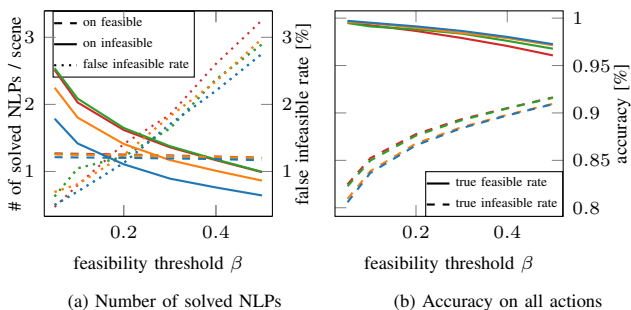 # of solved NLPs / scene
3
2
1
on feasible
on infeasible
false infeasible rate
3
2
1
false infeasible rate [%]
0.2
0.4
feasibility threshold β
(a) Number of solved NLPs
1
0.95
0.9
0.85
0.8
accuracy [%]
true feasible rate
true infeasible rate
0.2
0.4
feasibility threshold β
(b) Accuracy on all actions